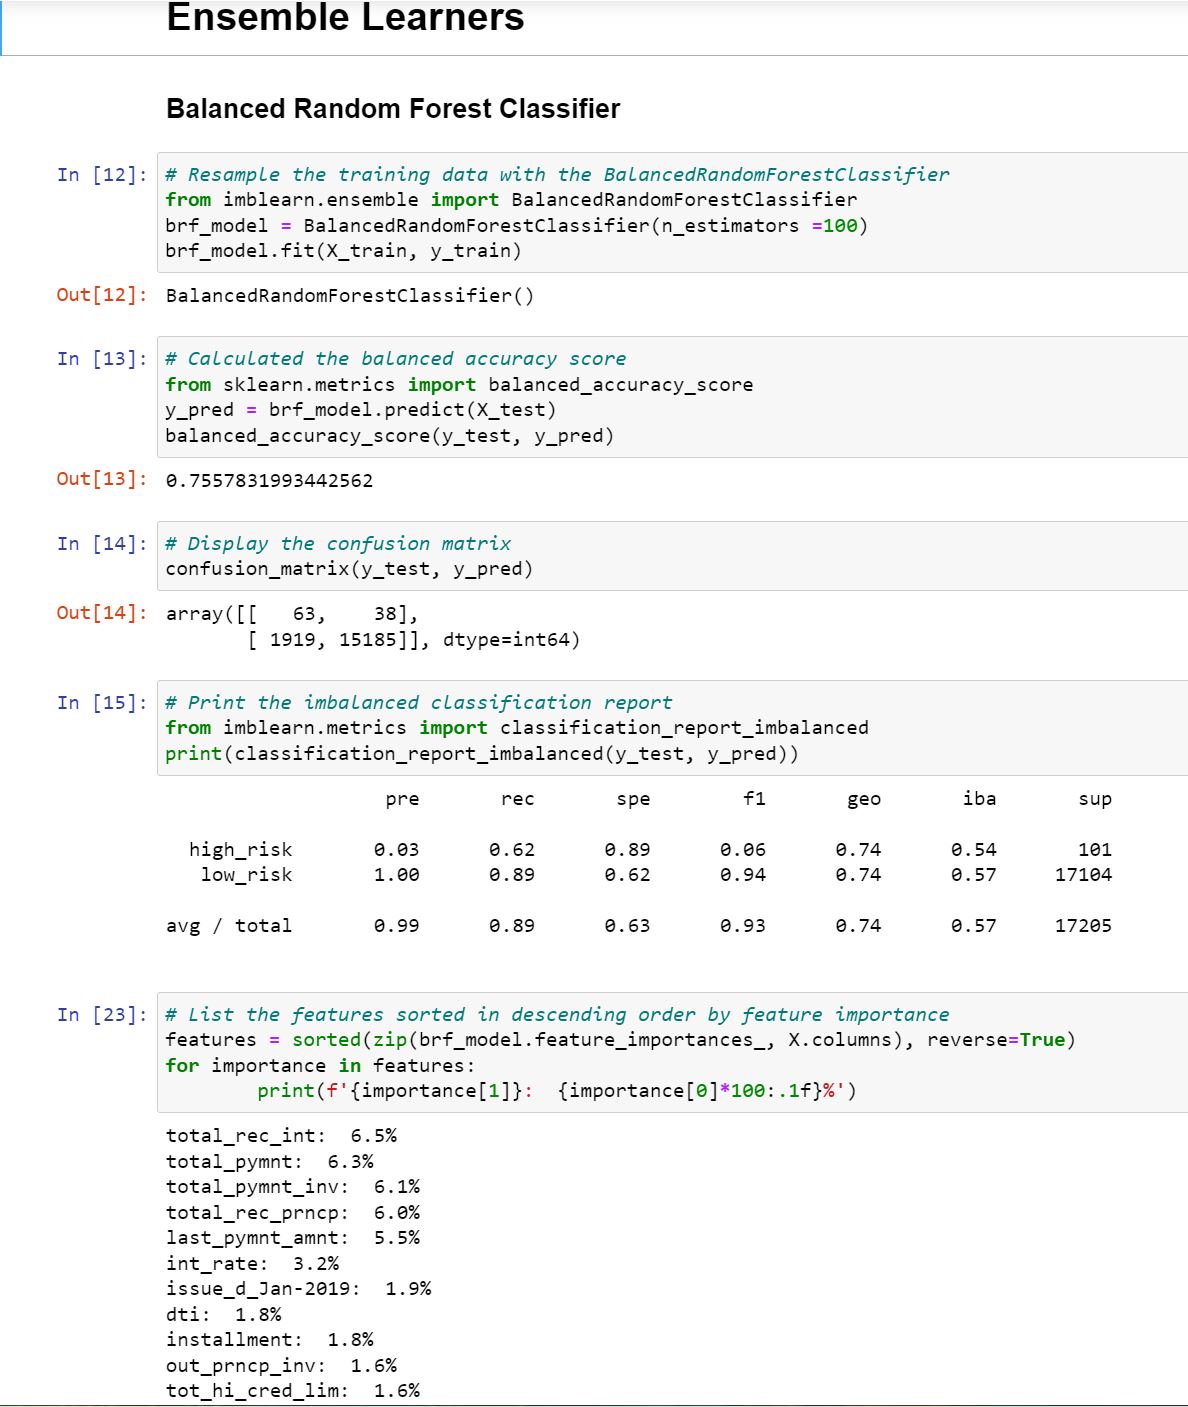 Ensemble Learners
Balanced Random Forest Classifier
In [12]: # Resample the training data with the BalancedRandomForestClassifier
from imblearn.ensemble import BalancedRandomForestClassifier
brf_model = BalancedRandomForestClassifier(n_estimators =100)
brf_model.fit(X_train, y_train)
Out[12]: BalancedRandomForestClassifier()
In [13]: # Calculated the balanced accuracy score
from sklearn.metrics import balanced_accuracy_score
y_pred = brf_model.predict(X_test)
balanced_accuracy_score(y_test, y_pred)
Out[13]: 0.7557831993442562
In [14]: # Display the confusion matrix
confusion_matrix(y_test, y_pred)
Out[14]: array([[   63,    38],
       [ 1919, 15185]], dtype=int64)
In [15]: # Print the imbalanced classification report
from imblearn.metrics import classification_report_imbalanced
print(classification_report_imbalanced(y_test, y_pred))
pre rec spe f1 geo iba sup
high_risk 0.03 0.62 0.89 0.06 0.74 0.54 101
low_risk 1.00 0.89 0.62 0.94 0.74 0.57 17104
avg / total 0.99 0.89 0.63 0.93 0.74 0.57 17205
In [23]: # List the features sorted in descending order by feature importance
features = sorted(zip(brf_model.feature_importances_, X.columns), reverse=True)
for importance in features:
        print(f'{importance[1]}:  {importance[0]*100:.1f}%')
total_rec_int:  6.5%
total_pymnt:  6.3%
total_pymnt_inv:  6.1%
total_rec_prncp:  6.0%
last_pymnt_amnt:  5.5%
int_rate:  3.2%
issue_d_Jan-2019:  1.9%
dti:  1.8%
installment:  1.8%
out_prncp_inv:  1.6%
tot_hi_cred_lim:  1.6%